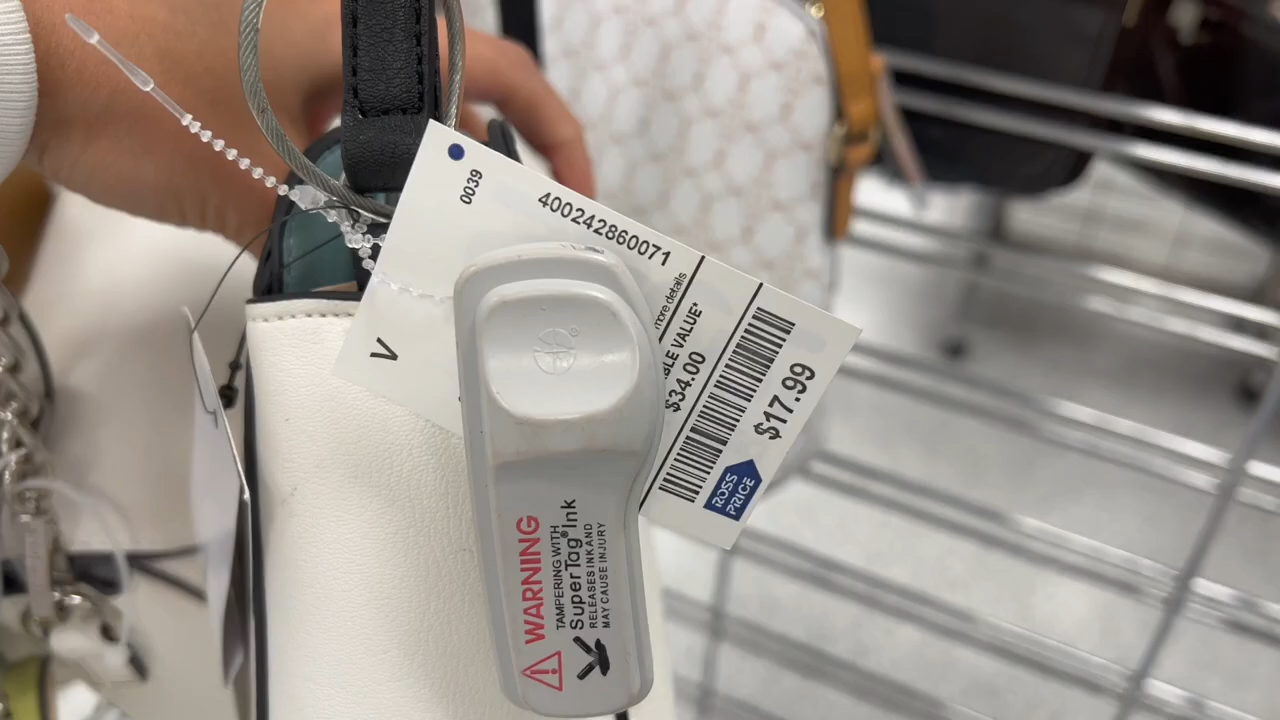 0039
400242860071
V
more details
$34.00
VALUE*
$17.99
ROSS
PRICE
WARNING
TAMPERING WITH
SuperTag® Ink
RELEASES INK AND
MAY CAUSE INJURY